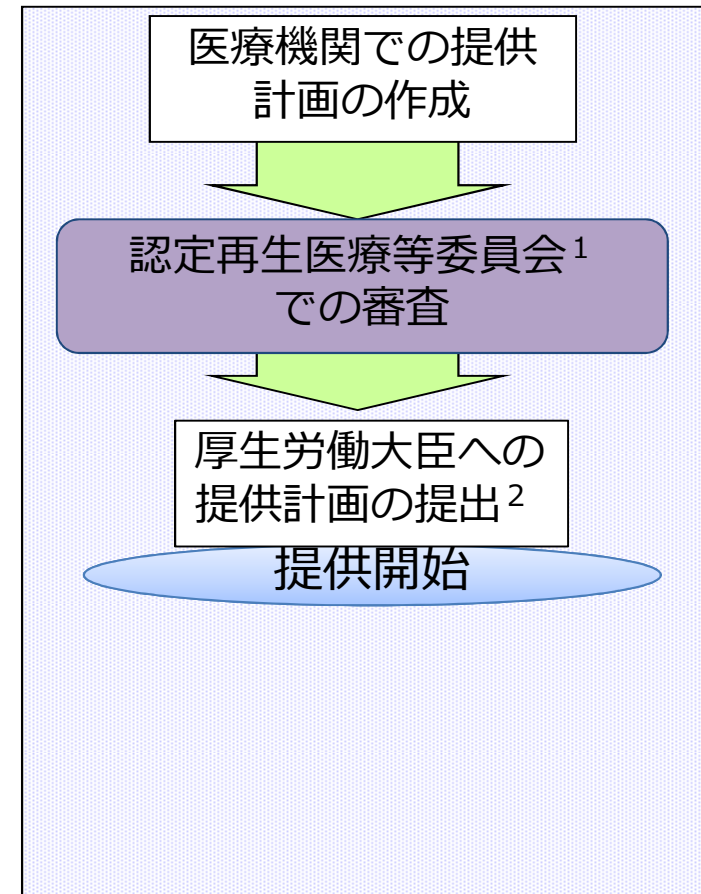 医療機関での提供
計画の作成
認定再生医療等委員会1
での審査
厚生労働大臣への
提供計画の提出2
提供開始